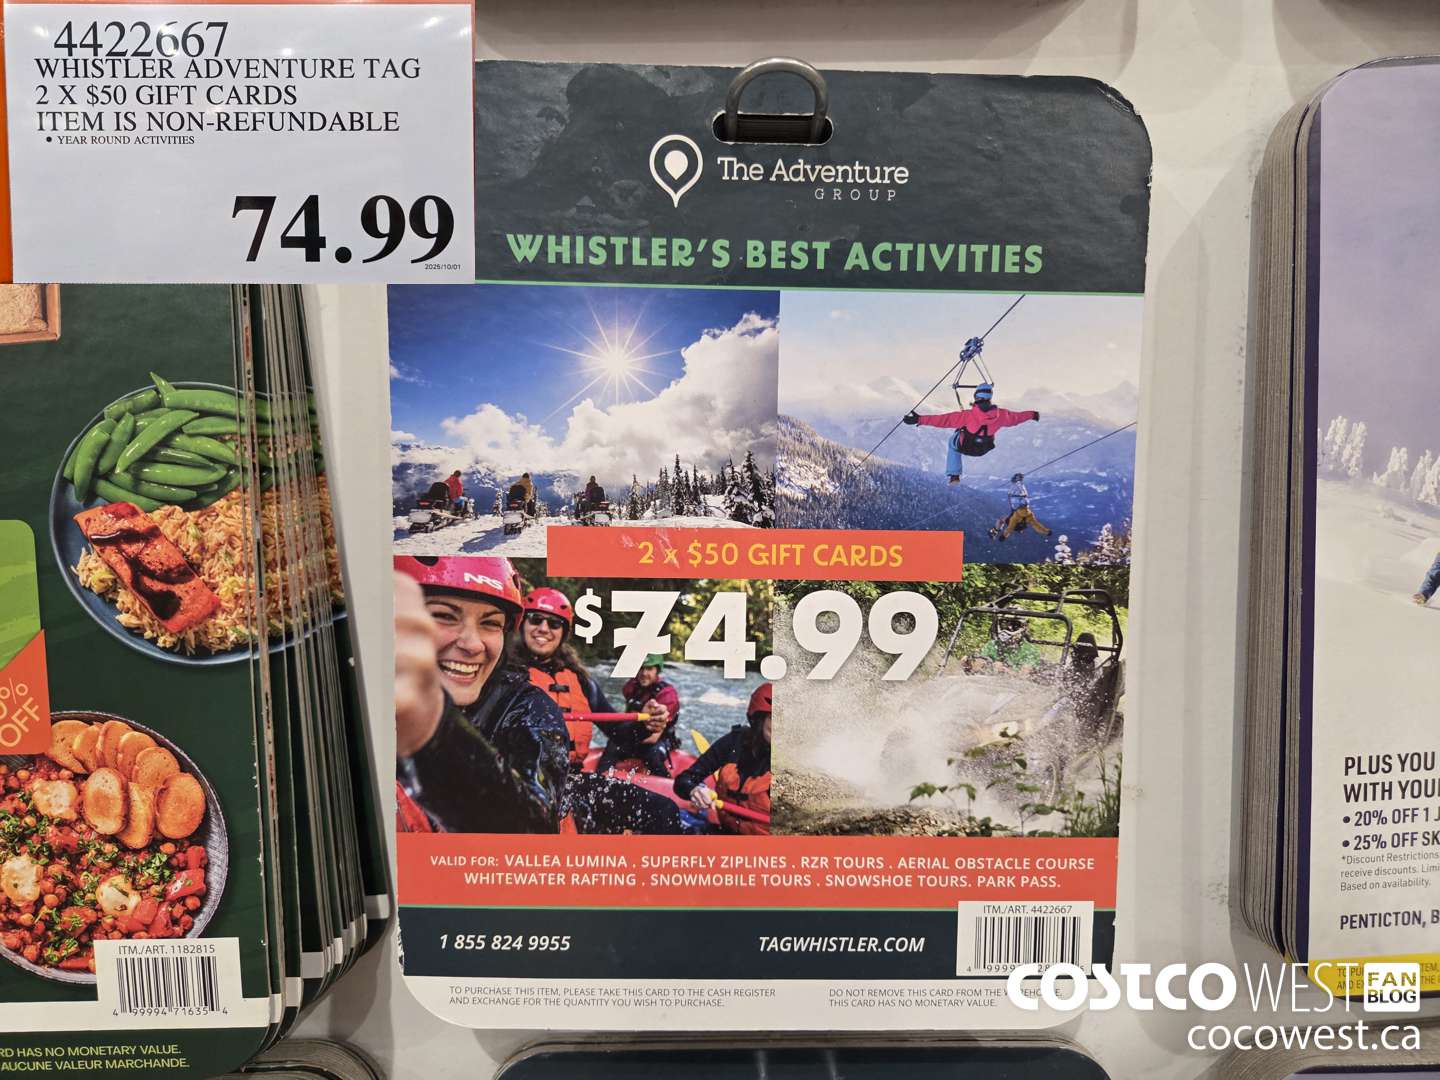 4422667
WHISTLER ADVENTURE TAG
2 X $50 GIFT CARDS
ITEM IS NON-REFUNDABLE
• YEAR ROUND ACTIVITIES
74.99
2025/10/01
The Adventure
GROUP
WHISTLER'S BEST ACTIVITIES
2 x $50 GIFT CARDS
$74.99
NRS
VALID FOR: VALLEA LUMINA . SUPERFLY ZIPLINES . RZR TOURS . AERIAL OBSTACLE COURSE
WHITEWATER RAFTING . SNOWMOBILE TOURS . SNOWSHOE TOURS. PARK PASS.
1 855 824 9955
TAGWHISTLER.COM
ITM./ART. 4422667
TO PURCHASE THIS ITEM, PLEASE TAKE THIS CARD TO THE CASH REGISTER
AND EXCHANGE FOR THE QUANTITY YOU WISH TO PURCHASE.
DO NOT REMOVE THIS CARD FROM THE WAREHOUSE.
THIS CARD HAS NO MONETARY VALUE.
%
OFF
ITM./ART. 1182815
4 99994 71635 4
RD HAS NO MONETARY VALUE.
AUCUNE VALEUR MARCHANDE.
PLUS YOU
WITH YOU
• 20% OFF 1
• 25% OFF SK
*Discount Restrictions
receive discounts. Limi
Based on availability.
PENTICTON, B
COSTCO WEST FAN BLOG
cocowest.ca